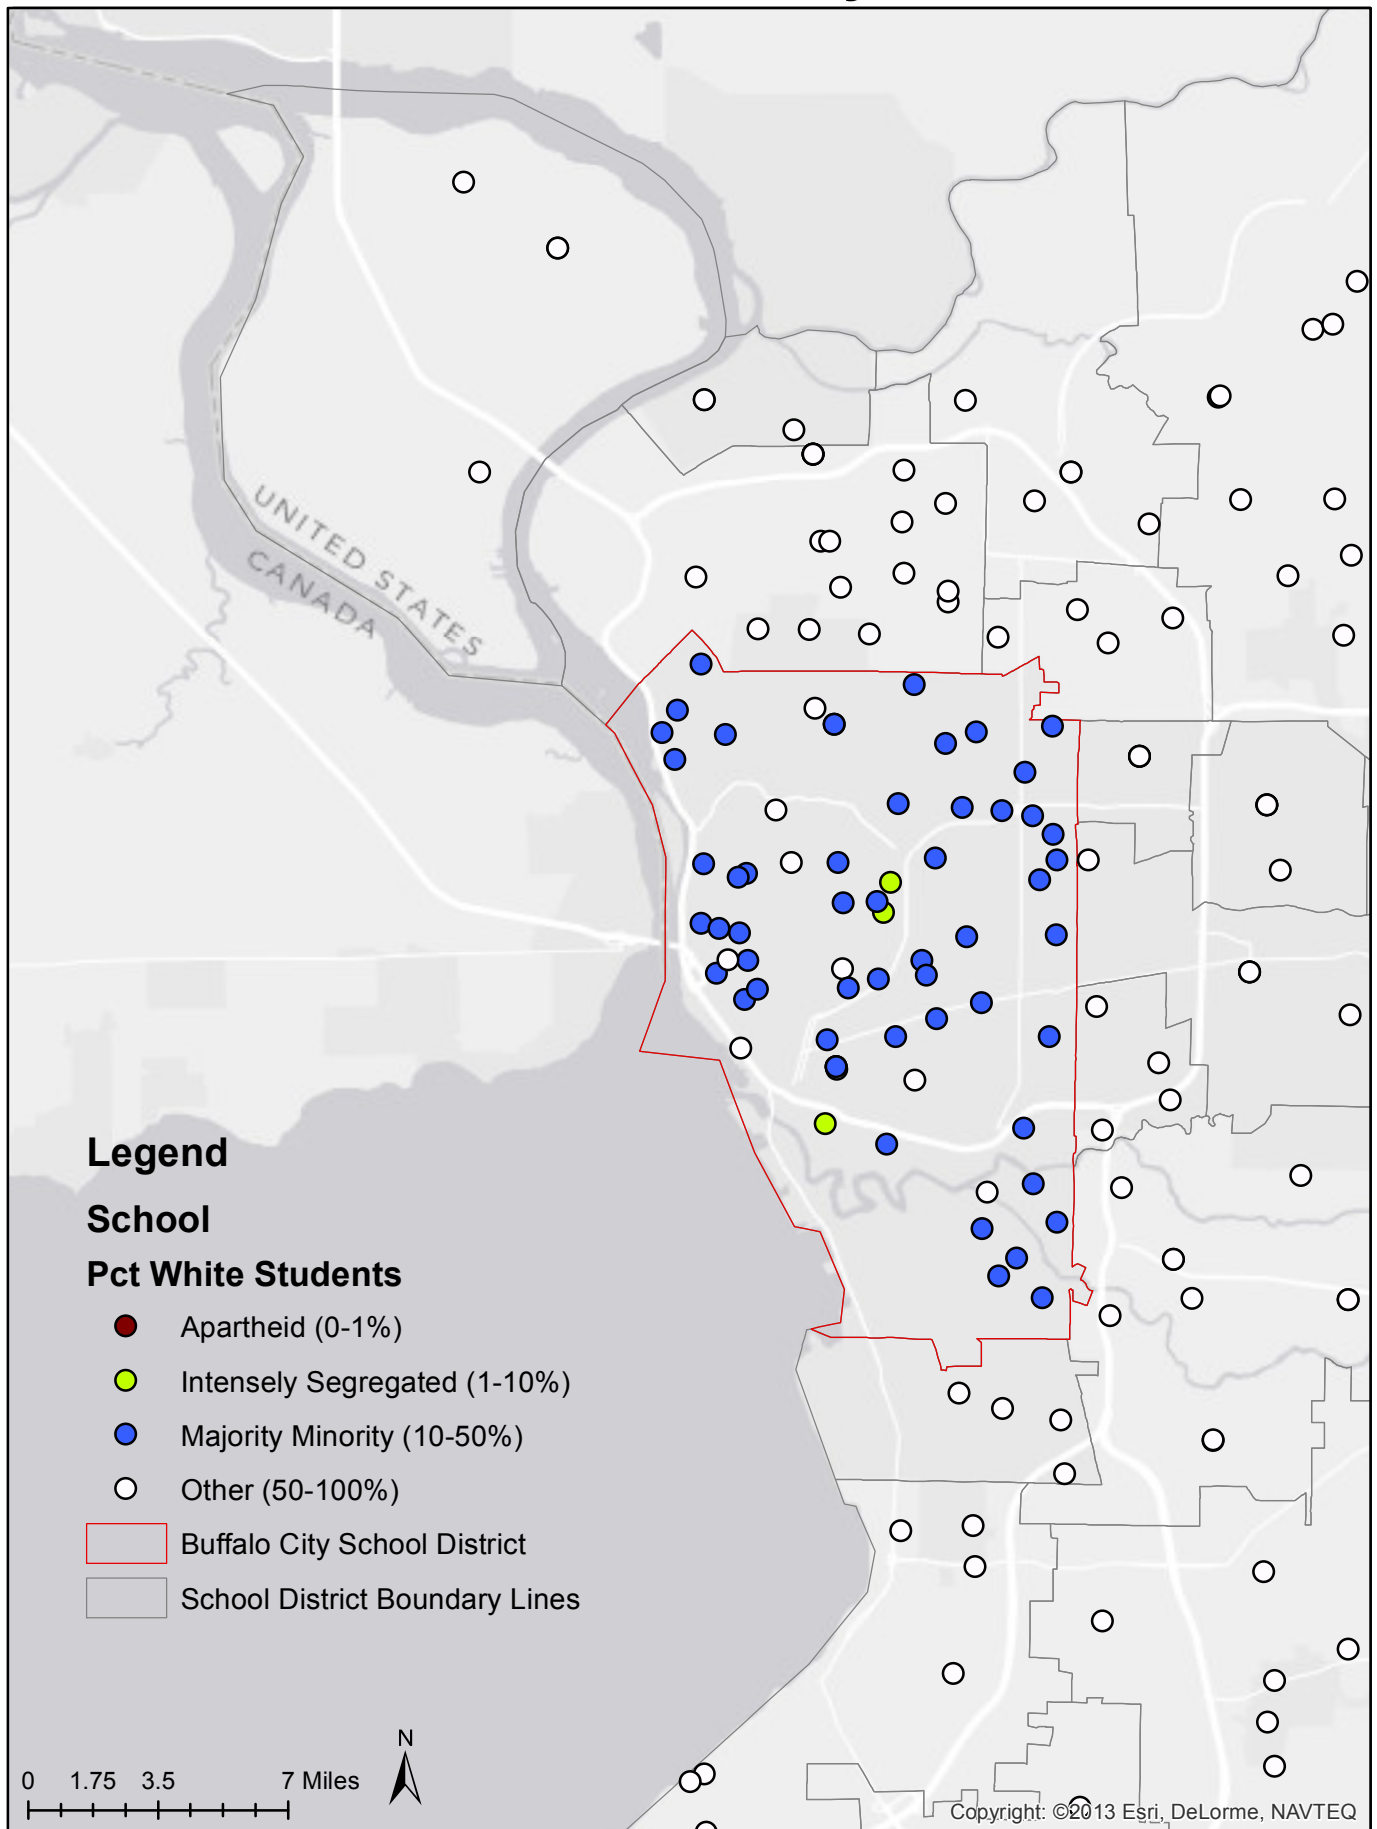 UNITED STATES
CANADA
Legend
School
Pct White Students
Apartheid (0-1%)
Intensely Segregated (1-10%)
Majority Minority (10-50%)
Other (50-100%)
Buffalo City School District
School District Boundary Lines
N
0 1.75 3.5 7 Miles
Copyright: ©2013 Esri, DeLorme, NAVTEQ